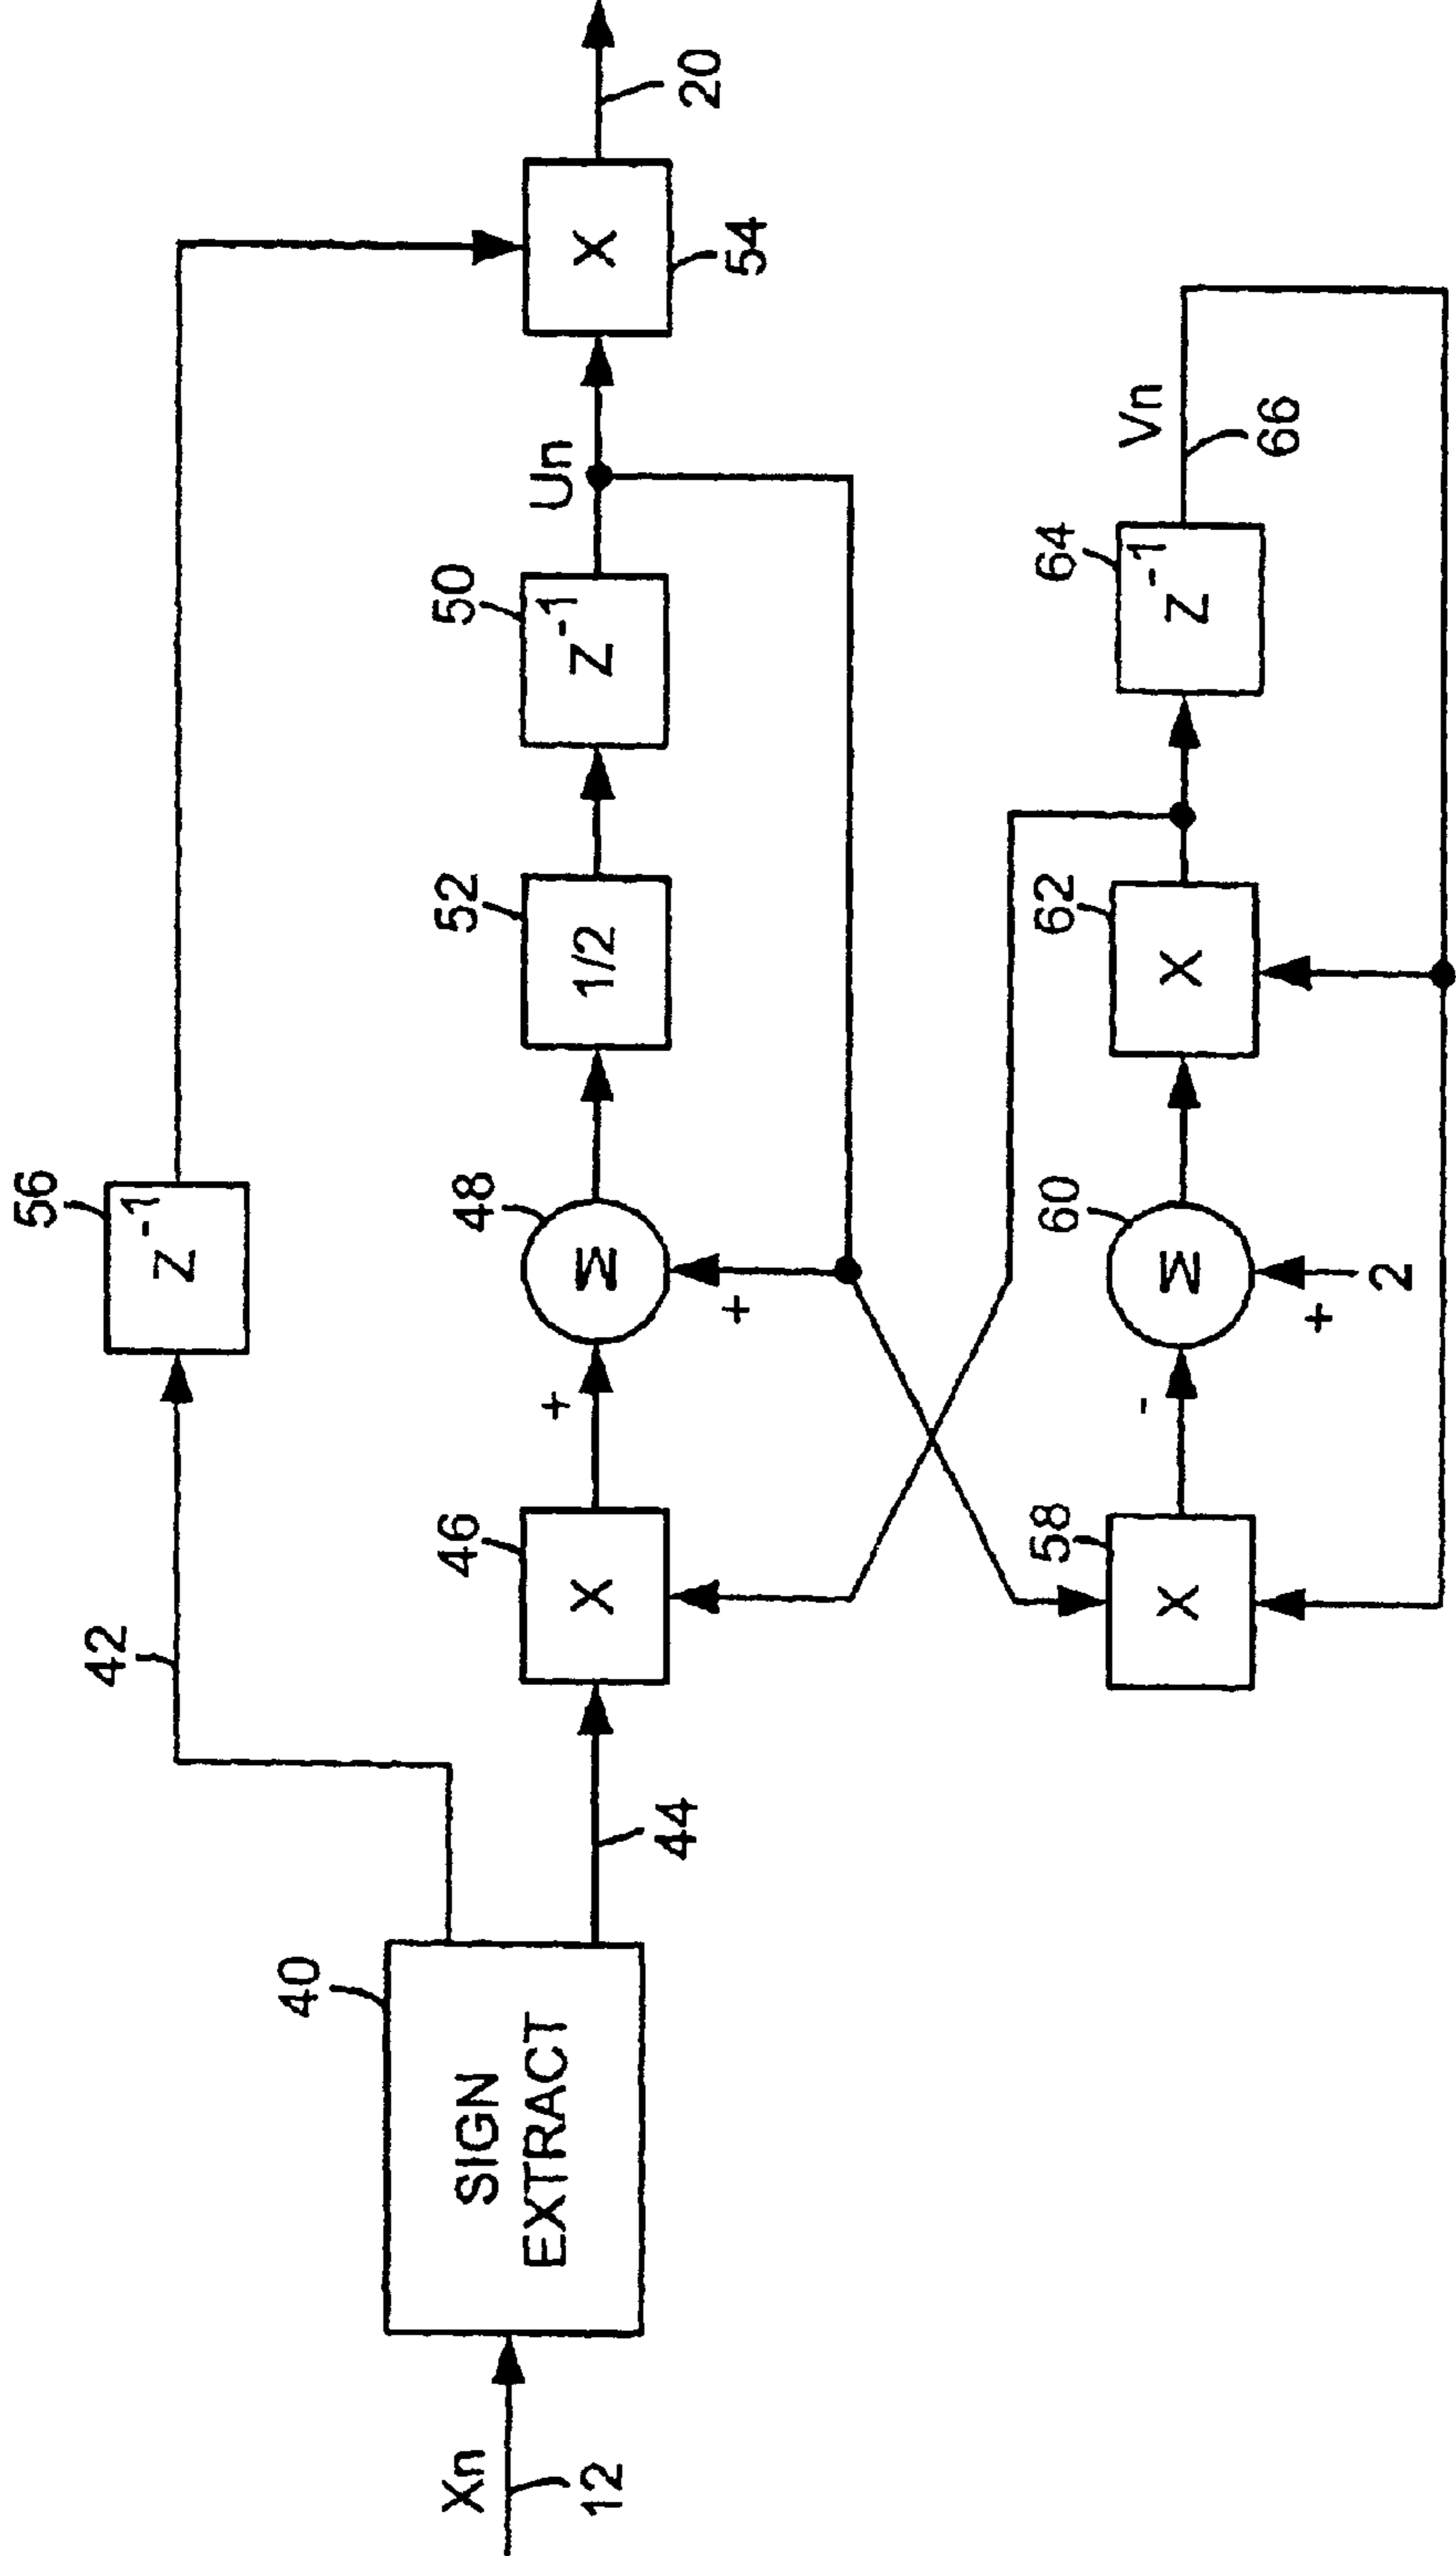 56
Z-1
42
40
SIGN
EXTRACT
Xn
12
44
46
X
+
48
Σ
+
52
1/2
50
Z-1
Un
X
54
20
58
X
-
60
Σ
+
2
62
X
64
Z-1
Vn
66